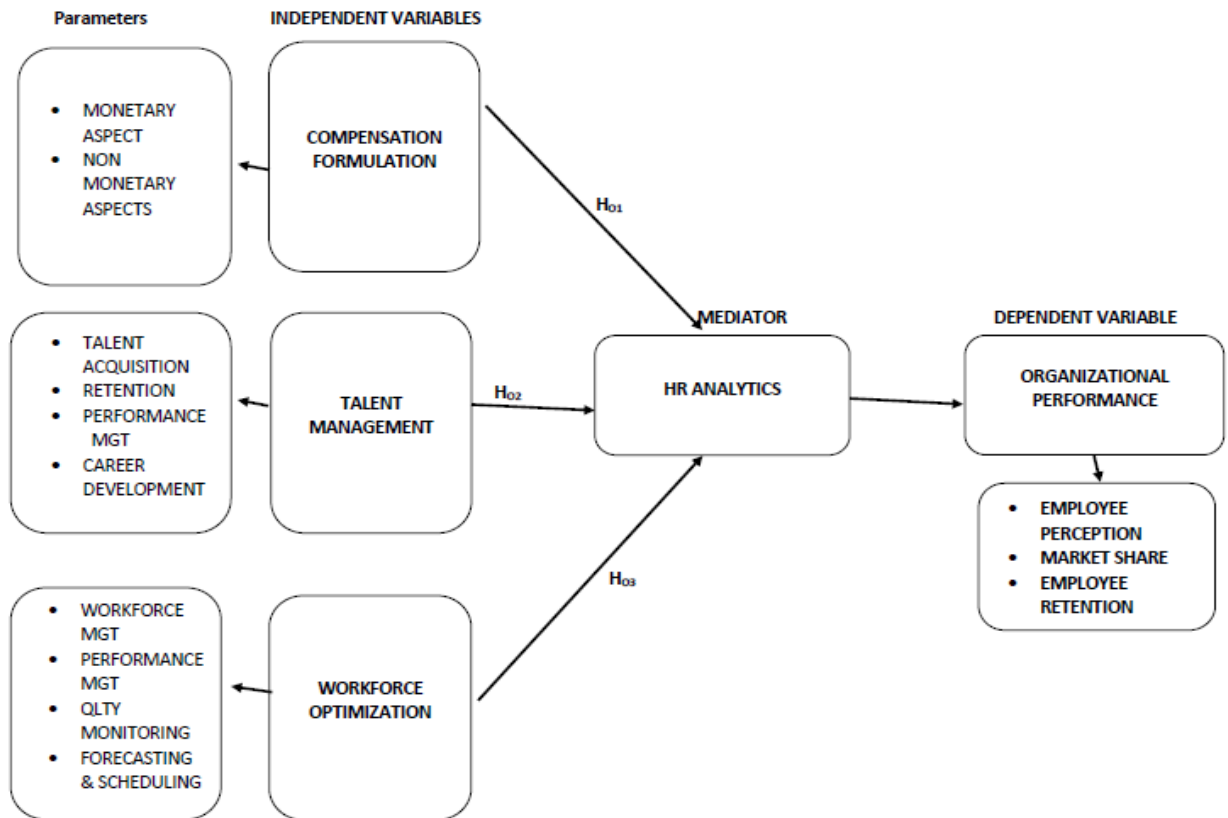 Parameters
INDEPENDENT VARIABLES
• MONETARY
ASPECT
• NON
MONETARY
ASPECTS
COMPENSATION
FORMULATION
H₀₁
• TALENT
ACQUISITION
• RETENTION
• PERFORMANCE
MGT
• CAREER
DEVELOPMENT
TALENT
MANAGEMENT
H₀₂
MEDIATOR
HR ANALYTICS
DEPENDENT VARIABLE
ORGANIZATIONAL
PERFORMANCE
• EMPLOYEE
PERCEPTION
• MARKET SHARE
• EMPLOYEE
RETENTION
H₀₃
• WORKFORCE
MGT
• PERFORMANCE
MGT
• QLTY
MONITORING
• FORECASTING
& SCHEDULING
WORKFORCE
OPTIMIZATION